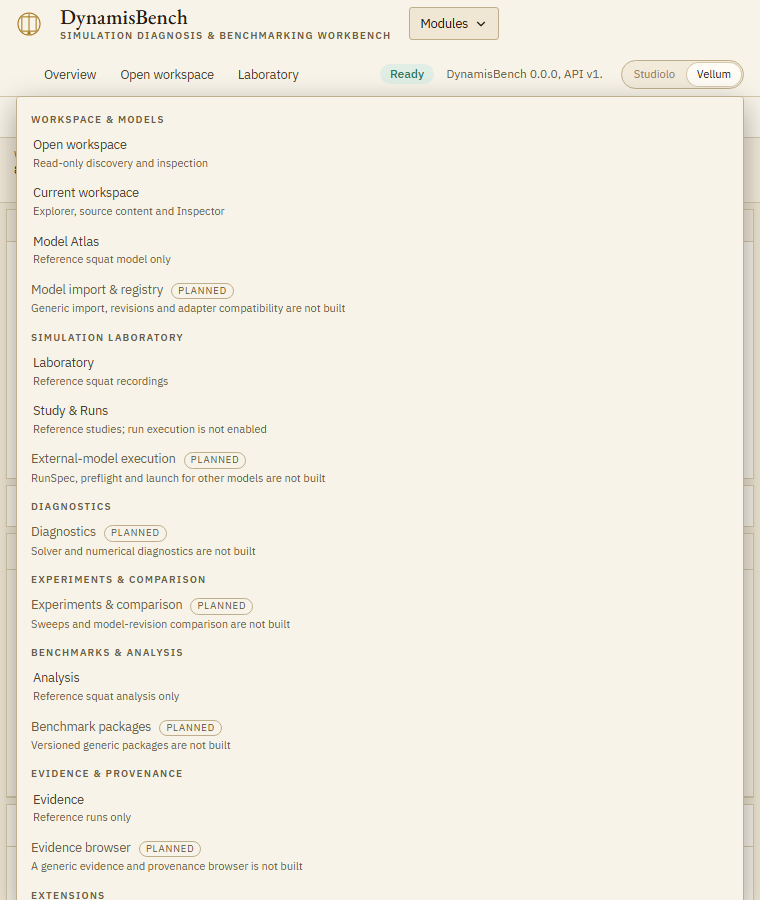 DynamisBench
SIMULATION DIAGNOSIS & BENCHMARKING WORKBENCH
Modules
Overview Open workspace Laboratory Ready DynamisBench 0.0.0, API v1. Studiolo Vellum
WORKSPACE & MODELS
Open workspace
Read-only discovery and inspection
Current workspace
Explorer, source content and Inspector
Model Atlas
Reference squat model only
Model import & registry PLANNED
Generic import, revisions and adapter compatibility are not built
SIMULATION LABORATORY
Laboratory
Reference squat recordings
Study & Runs
Reference studies; run execution is not enabled
External-model execution PLANNED
RunSpec, preflight and launch for other models are not built
DIAGNOSTICS
Diagnostics PLANNED
Solver and numerical diagnostics are not built
EXPERIMENTS & COMPARISON
Experiments & comparison PLANNED
Sweeps and model-revision comparison are not built
BENCHMARKS & ANALYSIS
Analysis
Reference squat analysis only
Benchmark packages PLANNED
Versioned generic packages are not built
EVIDENCE & PROVENANCE
Evidence
Reference runs only
Evidence browser PLANNED
A generic evidence and provenance browser is not built
EXTENSIONS